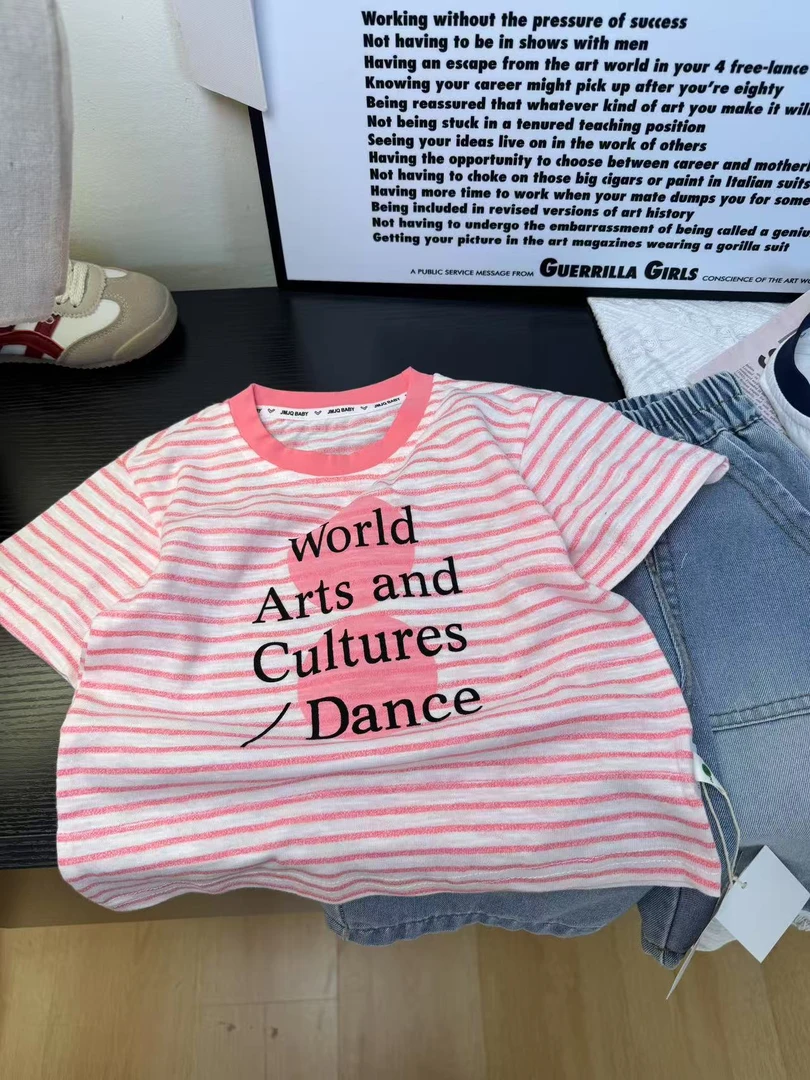 Working without the pressure of success
Not having to be in shows with men
Having an escape from the art world in your 4 free-lance
Knowing your career might pick up after you're eighty
Being reassured that whatever kind of art you make it will
Not being stuck in a tenured teaching position
Seeing your ideas live on in the work of others
Having the opportunity to choose between career and
Not having to choke on those big cigars or paint in Italian suits
Having more time to work when your mate dumps you for
Being included in revised versions of art history
Not having to undergo the embarrassment of being called a
Getting your picture in the art magazines wearing a gorilla suit
A PUBLIC SERVICE MESSAGE FROM GUERRILLA GIRLS CONSCIENCE OF THE ART
JMJQ BABY JMJQ BABY JMJQ BABY
World
Arts and
Cultures
/ Dance